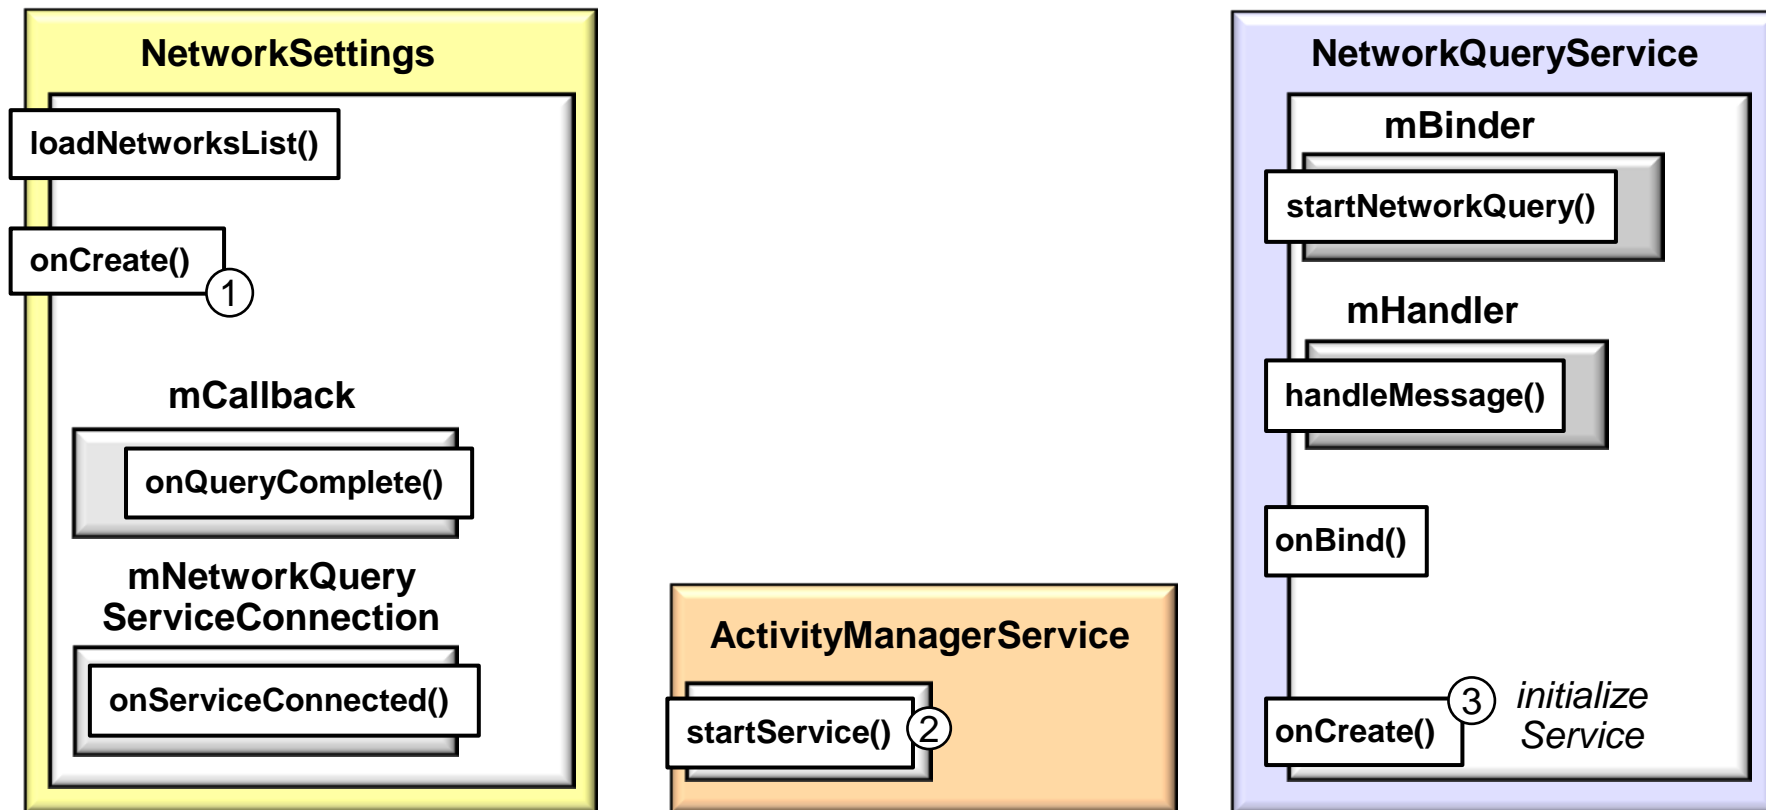 NetworkSettings
loadNetworksList()
onCreate()
1
mCallback
onQueryComplete()
mNetworkQuery
ServiceConnection
onServiceConnected()
ActivityManagerService
startService()
2
NetworkQueryService
mBinder
startNetworkQuery()
mHandler
handleMessage()
onBind()
onCreate()
3
initialize
Service